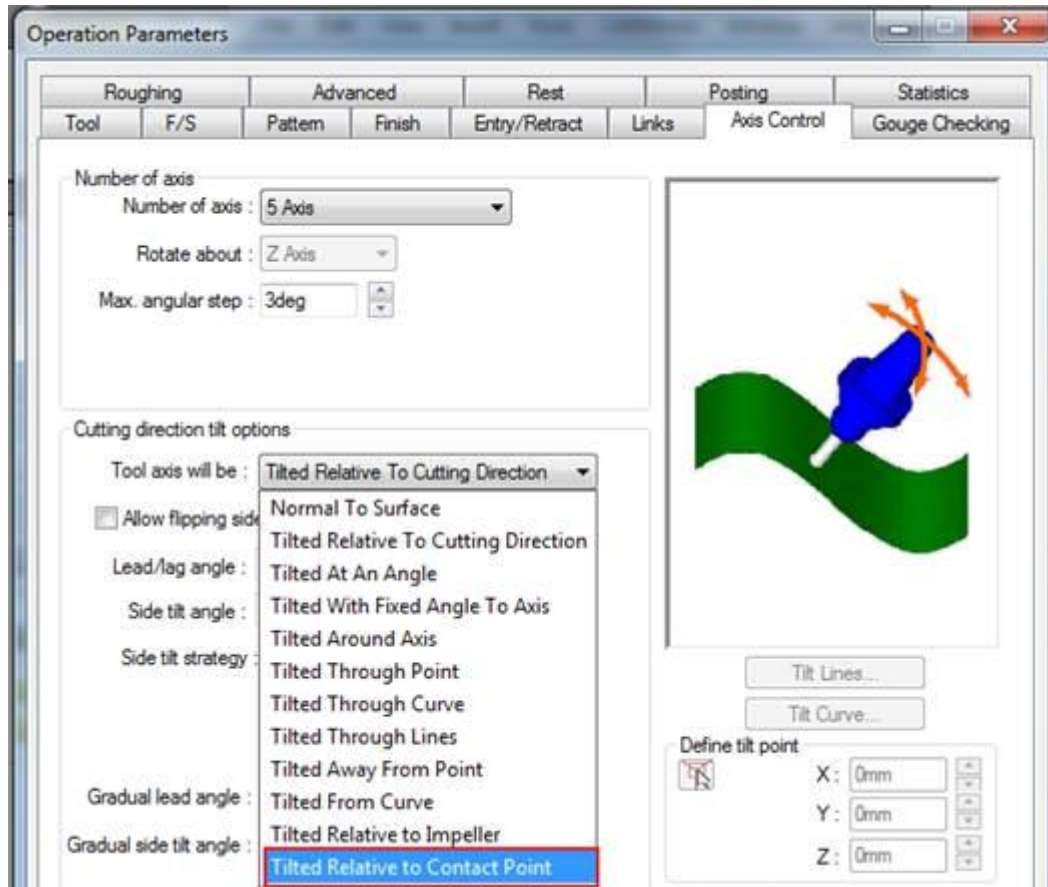 Operation Parameters
Roughing Advanced Rest Posting Statistics
Tool F/S Pattern Finish Entry/Retract Links Axis Control Gouge Checking
Number of axis
Number of axis : 5 Axis
Rotate about : Z Axis
Max. angular step : 3deg
Cutting direction tilt options
Tool axis will be : Tilted Relative To Cutting Direction
Allow flipping side
Lead/lag angle :
Side tilt angle :
Side tilt strategy :
Gradual lead angle :
Gradual side tilt angle :
Normal To Surface
Tilted Relative To Cutting Direction
Tilted At An Angle
Tilted With Fixed Angle To Axis
Tilted Around Axis
Tilted Through Point
Tilted Through Curve
Tilted Through Lines
Tilted Away From Point
Tilted From Curve
Tilted Relative to Impeller
Tilted Relative to Contact Point
Tilt Lines...
Tilt Curve...
Define tilt point
X : 0mm
Y : 0mm
Z : 0mm